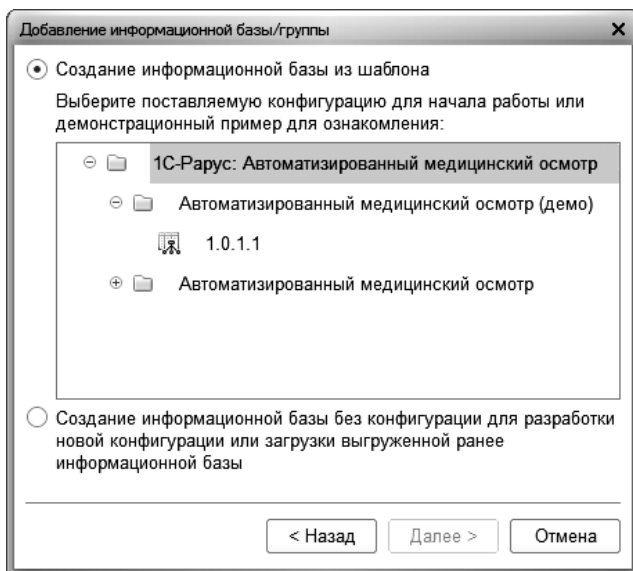 Добавление информационной базы/группы
Создание информационной базы из шаблона
Выберите поставляемую конфигурацию для начала работы или
демонстрационный пример для ознакомления:
1С-Рарус: Автоматизированный медицинский осмотр
Автоматизированный медицинский осмотр (демо)
1.0.1.1
Автоматизированный медицинский осмотр
Создание информационной базы без конфигурации для разработки
новой конфигурации или загрузки выгруженной ранее
информационной базы
< Назад Далее > Отмена